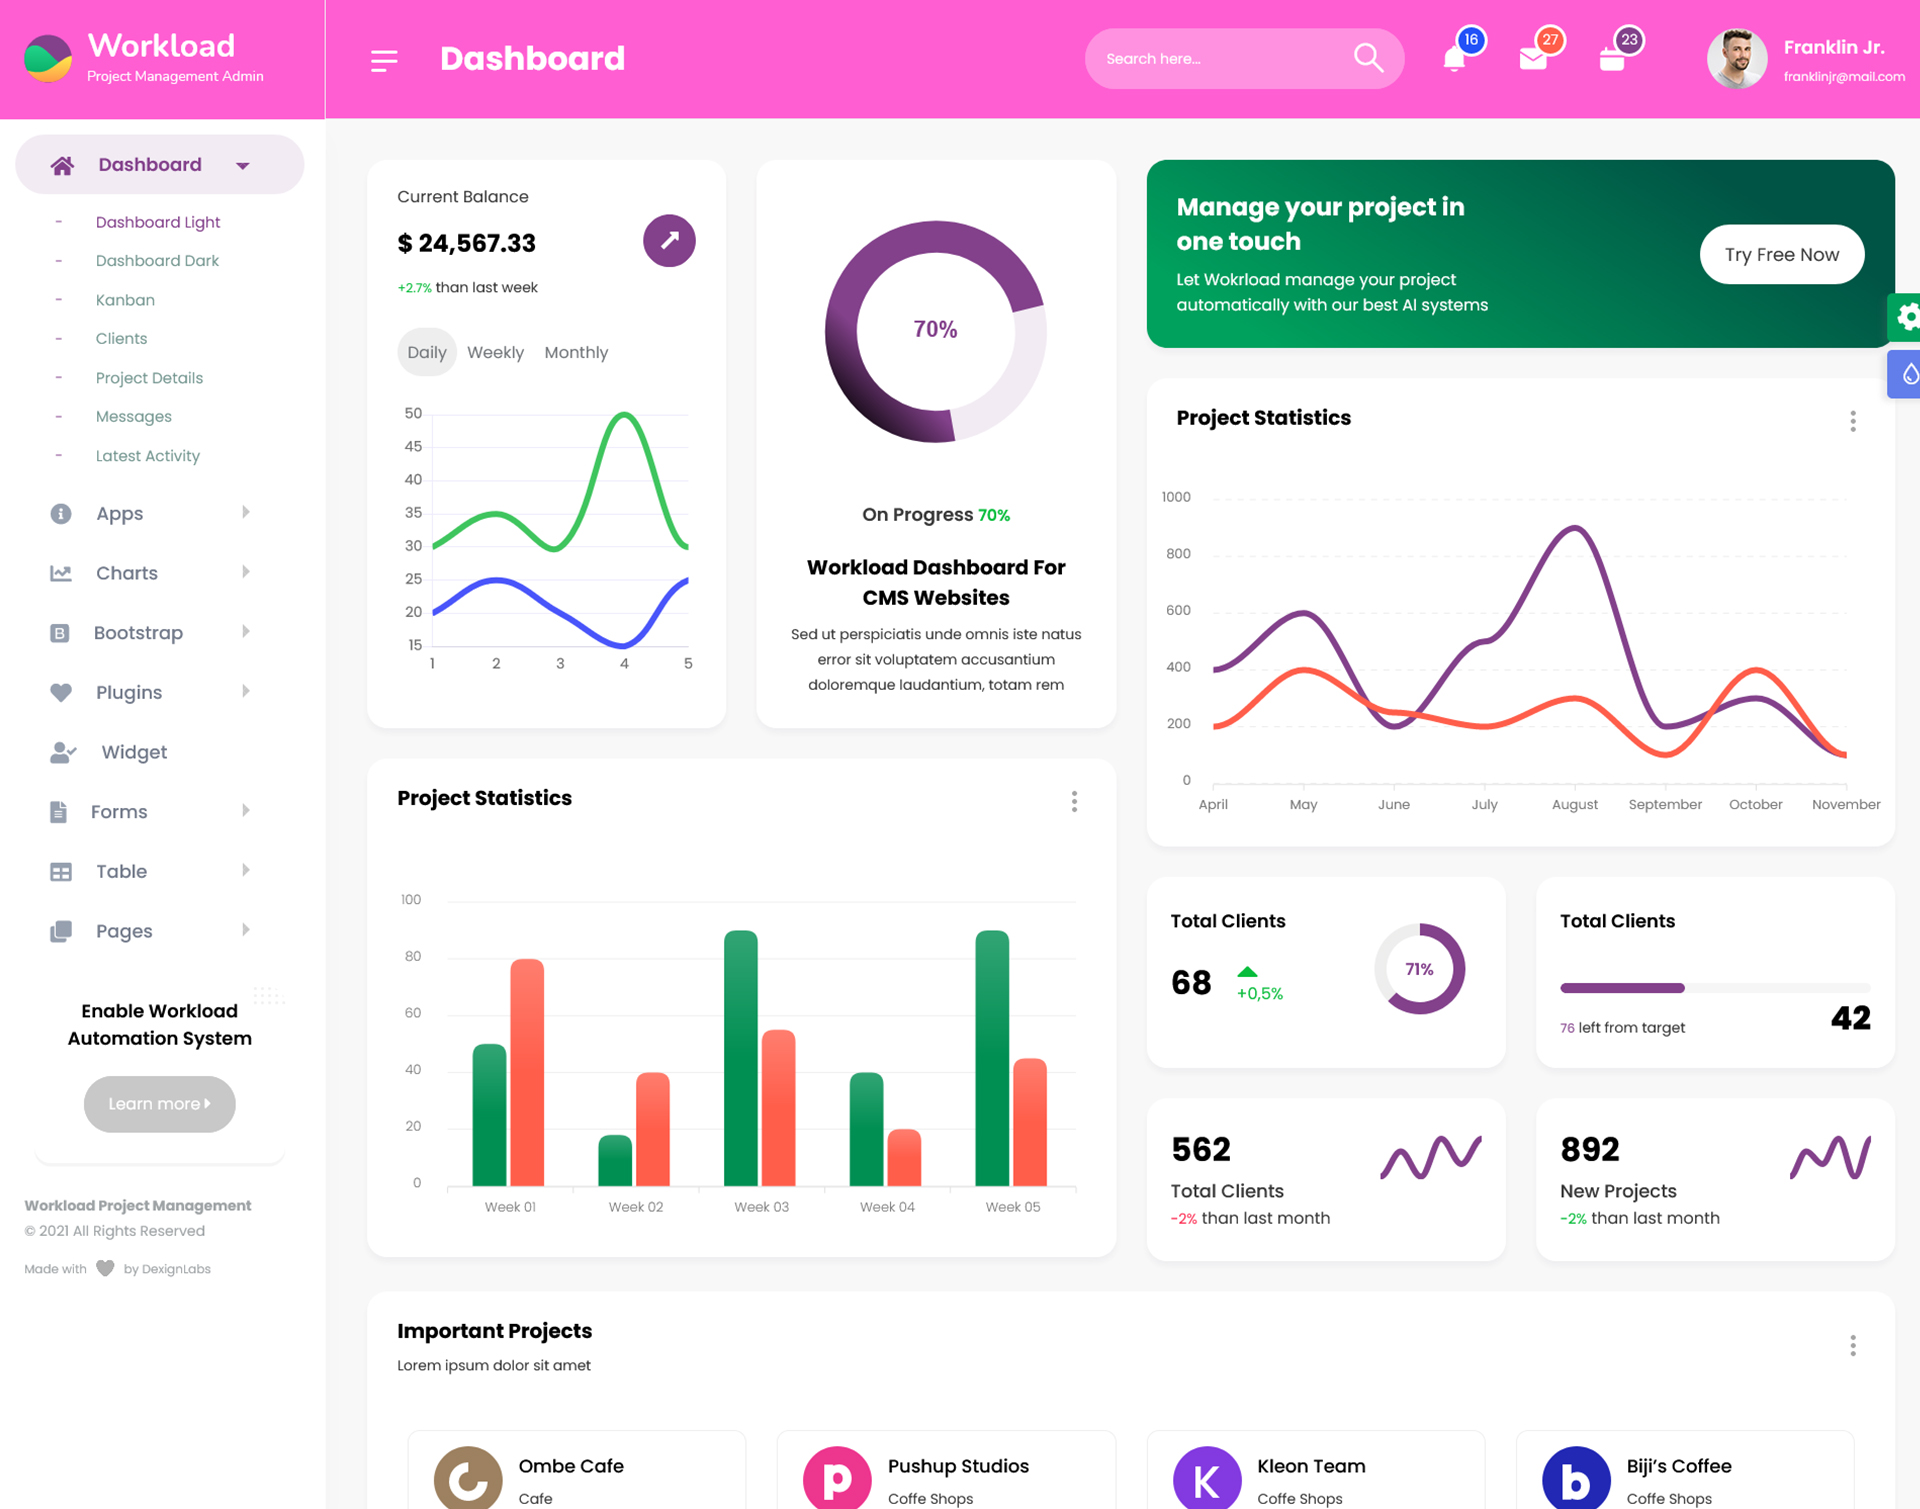 Workload
Project Management Admin
Dashboard
Search here...
16
27
23
Franklin Jr.
franklinjr@mail.com
Dashboard
- Dashboard Light
- Dashboard Dark
- Kanban
- Clients
- Project Details
- Messages
- Latest Activity
Apps
Charts
Bootstrap
Plugins
Widget
Forms
Table
Pages
Enable Workload
Automation System
Learn more
Workload Project Management
© 2021 All Rights Reserved
Made with by DexignLabs
Current Balance
$ 24,567.33
+2.7% than last week
Daily Weekly Monthly
50
45
40
35
30
25
20
15
1 2 3 4 5
70%
On Progress 70%
Workload Dashboard For
CMS Websites
Sed ut perspiciatis unde omnis iste natus
error sit voluptatem accusantium
doloremque laudantium, totam rem
Manage your project in
one touch
Let Wokrload manage your project
automatically with our best AI systems
Try Free Now
Project Statistics
1000
800
600
400
200
0
April May June July August September October November
Project Statistics
100
80
60
40
20
0
Week 01 Week 02 Week 03 Week 04 Week 05
Total Clients
68
+0,5%
71%
Total Clients
76 left from target
42
562
Total Clients
-2% than last month
892
New Projects
-2% than last month
Important Projects
Lorem ipsum dolor sit amet
Ombe Cafe
Cafe
p
Pushup Studios
Coffe Shops
K
Kleon Team
Coffe Shops
b
Biji's Coffee
Coffe Shops